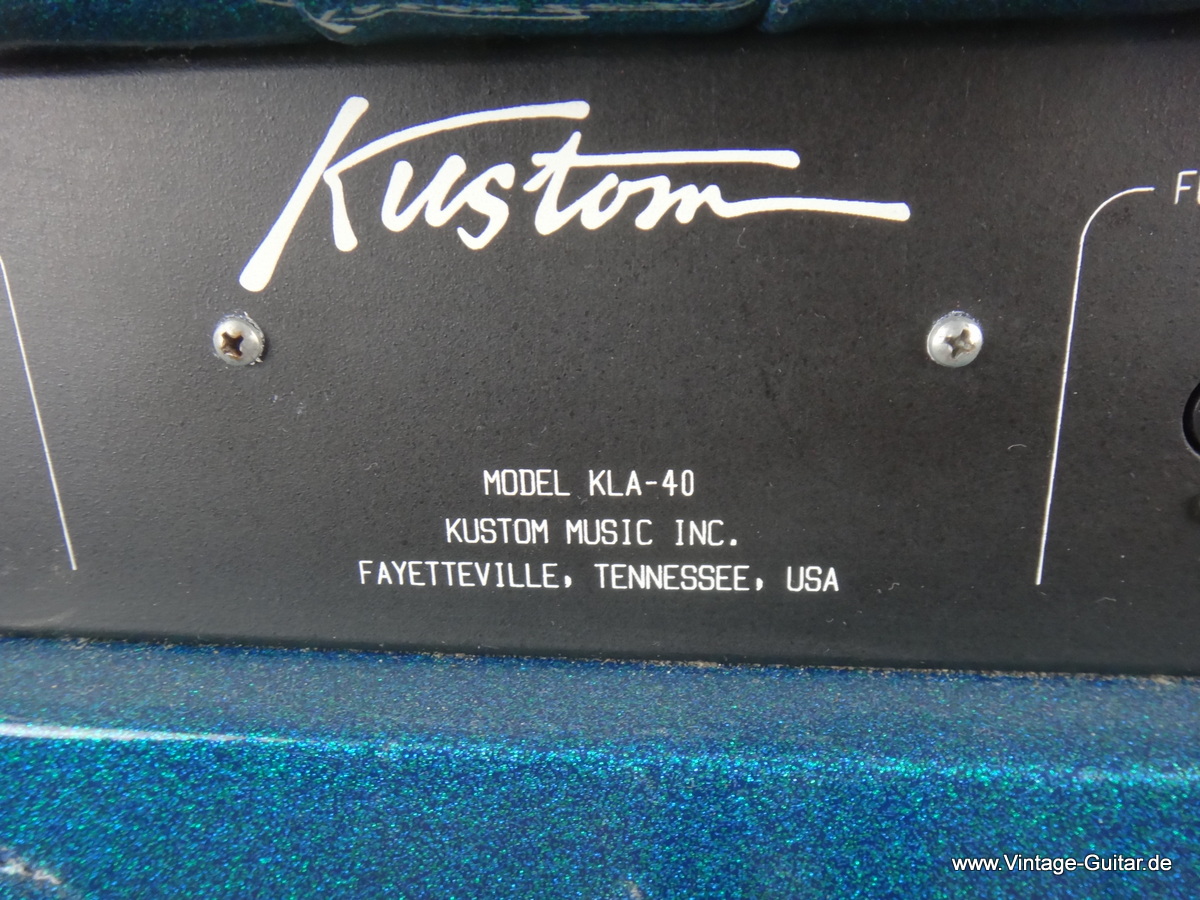 Kustom
MODEL KLA-40
KUSTOM MUSIC INC.
FAYETTEVILLE, TENNESSEE, USA
www.Vintage-Guitar.de